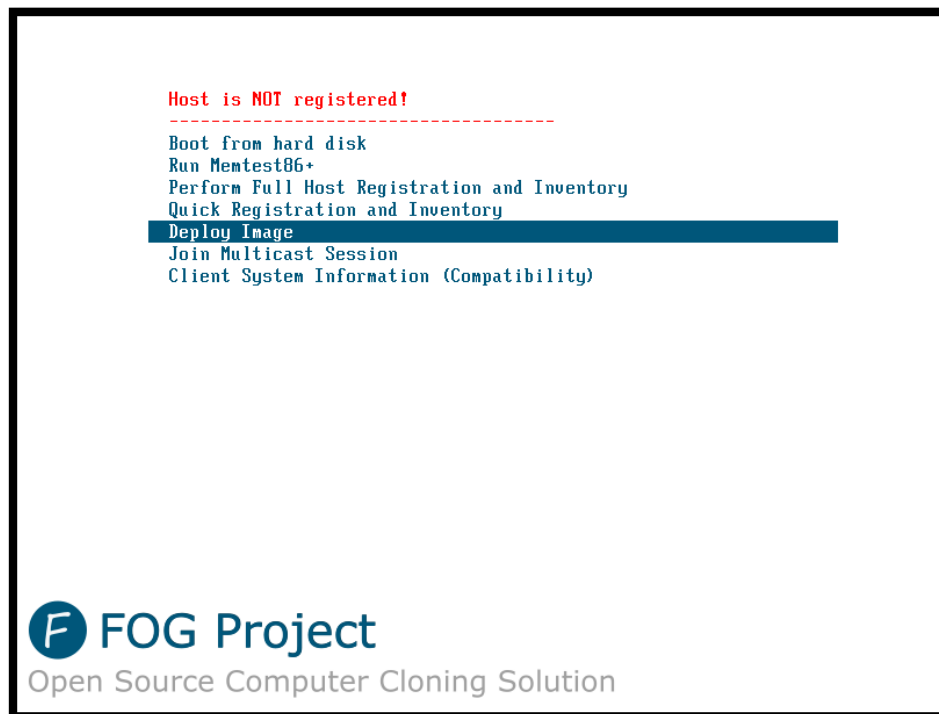 Host is NOT registered!
-------------------------------------
Boot from hard disk
Run Memtest86+
Perform Full Host Registration and Inventory
Quick Registration and Inventory
Deploy Image
Join Multicast Session
Client System Information (Compatibility)
F FOG Project
Open Source Computer Cloning Solution